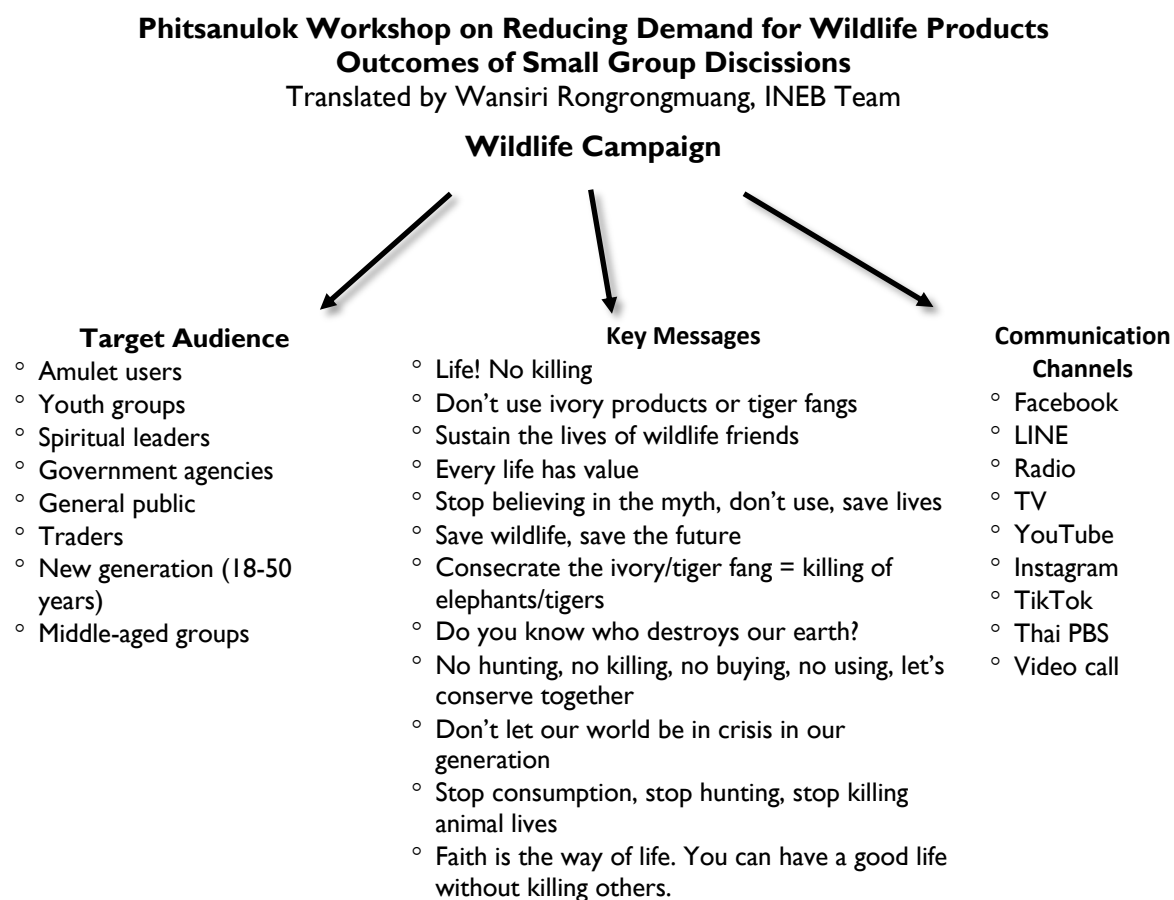 Phitsanulok Workshop on Reducing Demand for Wildlife Products
Outcomes of Small Group Discissions
Translated by Wansiri Rongrongmuang, INEB Team
Wildlife Campaign
Target Audience
° Amulet users
° Youth groups
° Spiritual leaders
° Government agencies
° General public
° Traders
° New generation (18-50
years)
° Middle-aged groups
Key Messages
° Life! No killing
° Don’t use ivory products or tiger fangs
° Sustain the lives of wildlife friends
° Every life has value
° Stop believing in the myth, don’t use, save lives
° Save wildlife, save the future
° Consecrate the ivory/tiger fang = killing of
elephants/tigers
° Do you know who destroys our earth?
° No hunting, no killing, no buying, no using, let’s
conserve together
° Don’t let our world be in crisis in our
generation
° Stop consumption, stop hunting, stop killing
animal lives
° Faith is the way of life. You can have a good life
without killing others.
Communication
Channels
° Facebook
° LINE
° Radio
° TV
° YouTube
° Instagram
° TikTok
° Thai PBS
° Video call